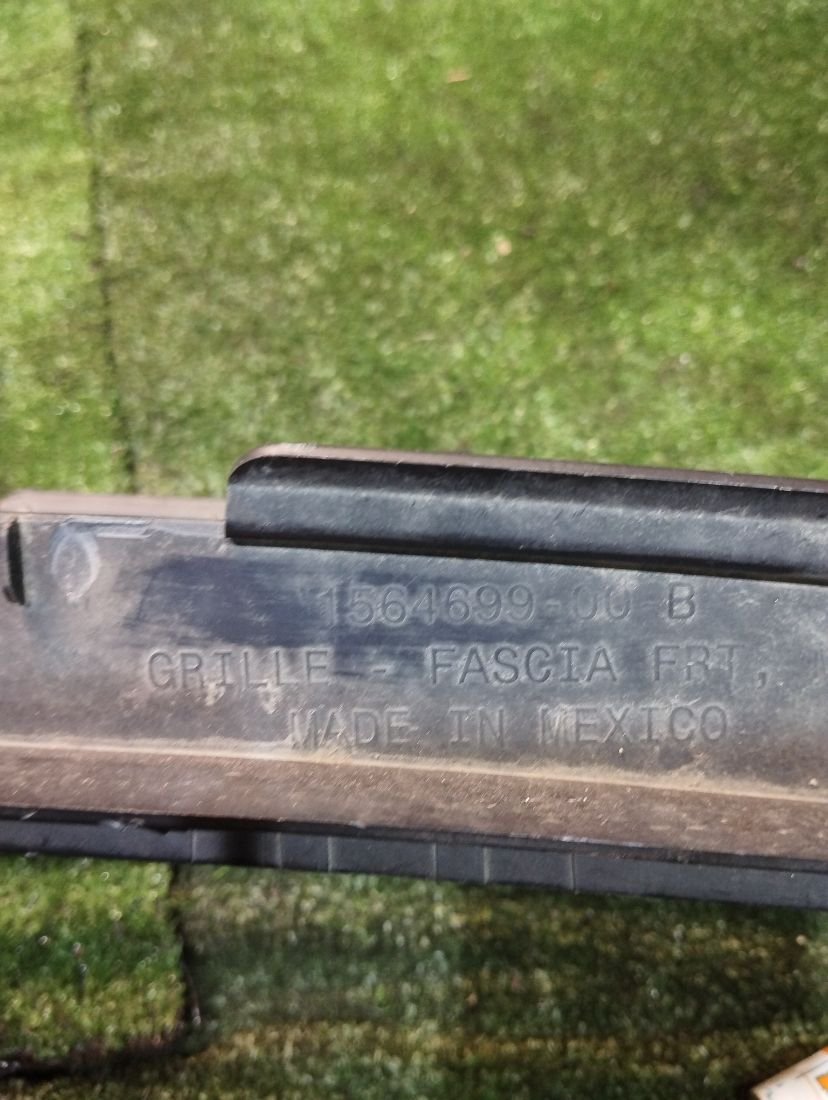 1564699-00 B
GRILLE - FASCIA FRT,
MADE IN MEXICO